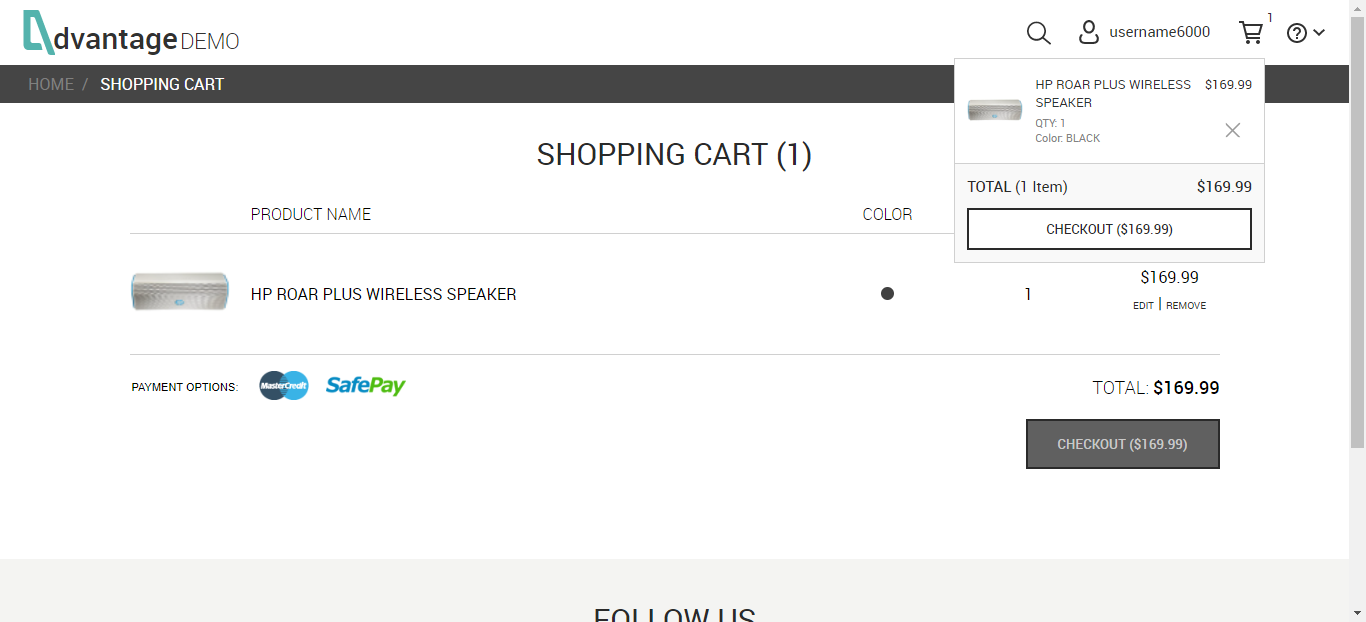 dvantage DEMO
username6000
1
HOME / SHOPPING CART
HP ROAR PLUS WIRELESS $169.99
SPEAKER
QTY: 1
Color: BLACK
TOTAL (1 Item) $169.99
CHECKOUT ($169.99)
SHOPPING CART (1)
PRODUCT NAME COLOR
HP ROAR PLUS WIRELESS SPEAKER 1 $169.99
EDIT | REMOVE
PAYMENT OPTIONS: MasterCredit SafePay TOTAL: $169.99
CHECKOUT ($169.99)
FOLLOW US